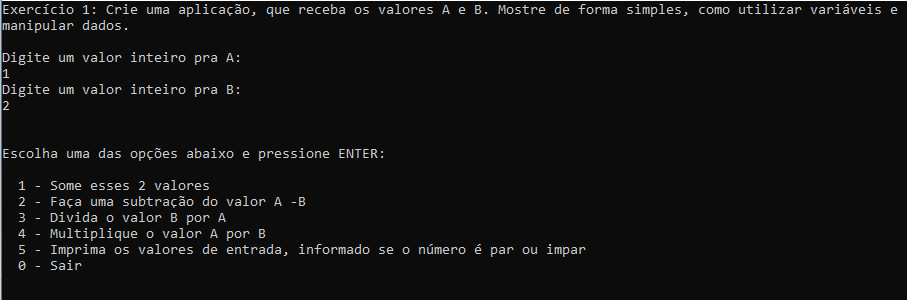 Exercício 1: Crie uma aplicação, que receba os valores A e B. Mostre de forma simples, como utilizar variáveis e
manipular dados.
Digite um valor inteiro pra A:
1
Digite um valor inteiro pra B:
2
Escolha uma das opções abaixo e pressione ENTER:
1 - Some esses 2 valores
2 - Faça uma subtração do valor A -B
3 - Divida o valor B por A
4 - Multiplique o valor A por B
5 - Imprima os valores de entrada, informado se o número é par ou impar
0 - Sair